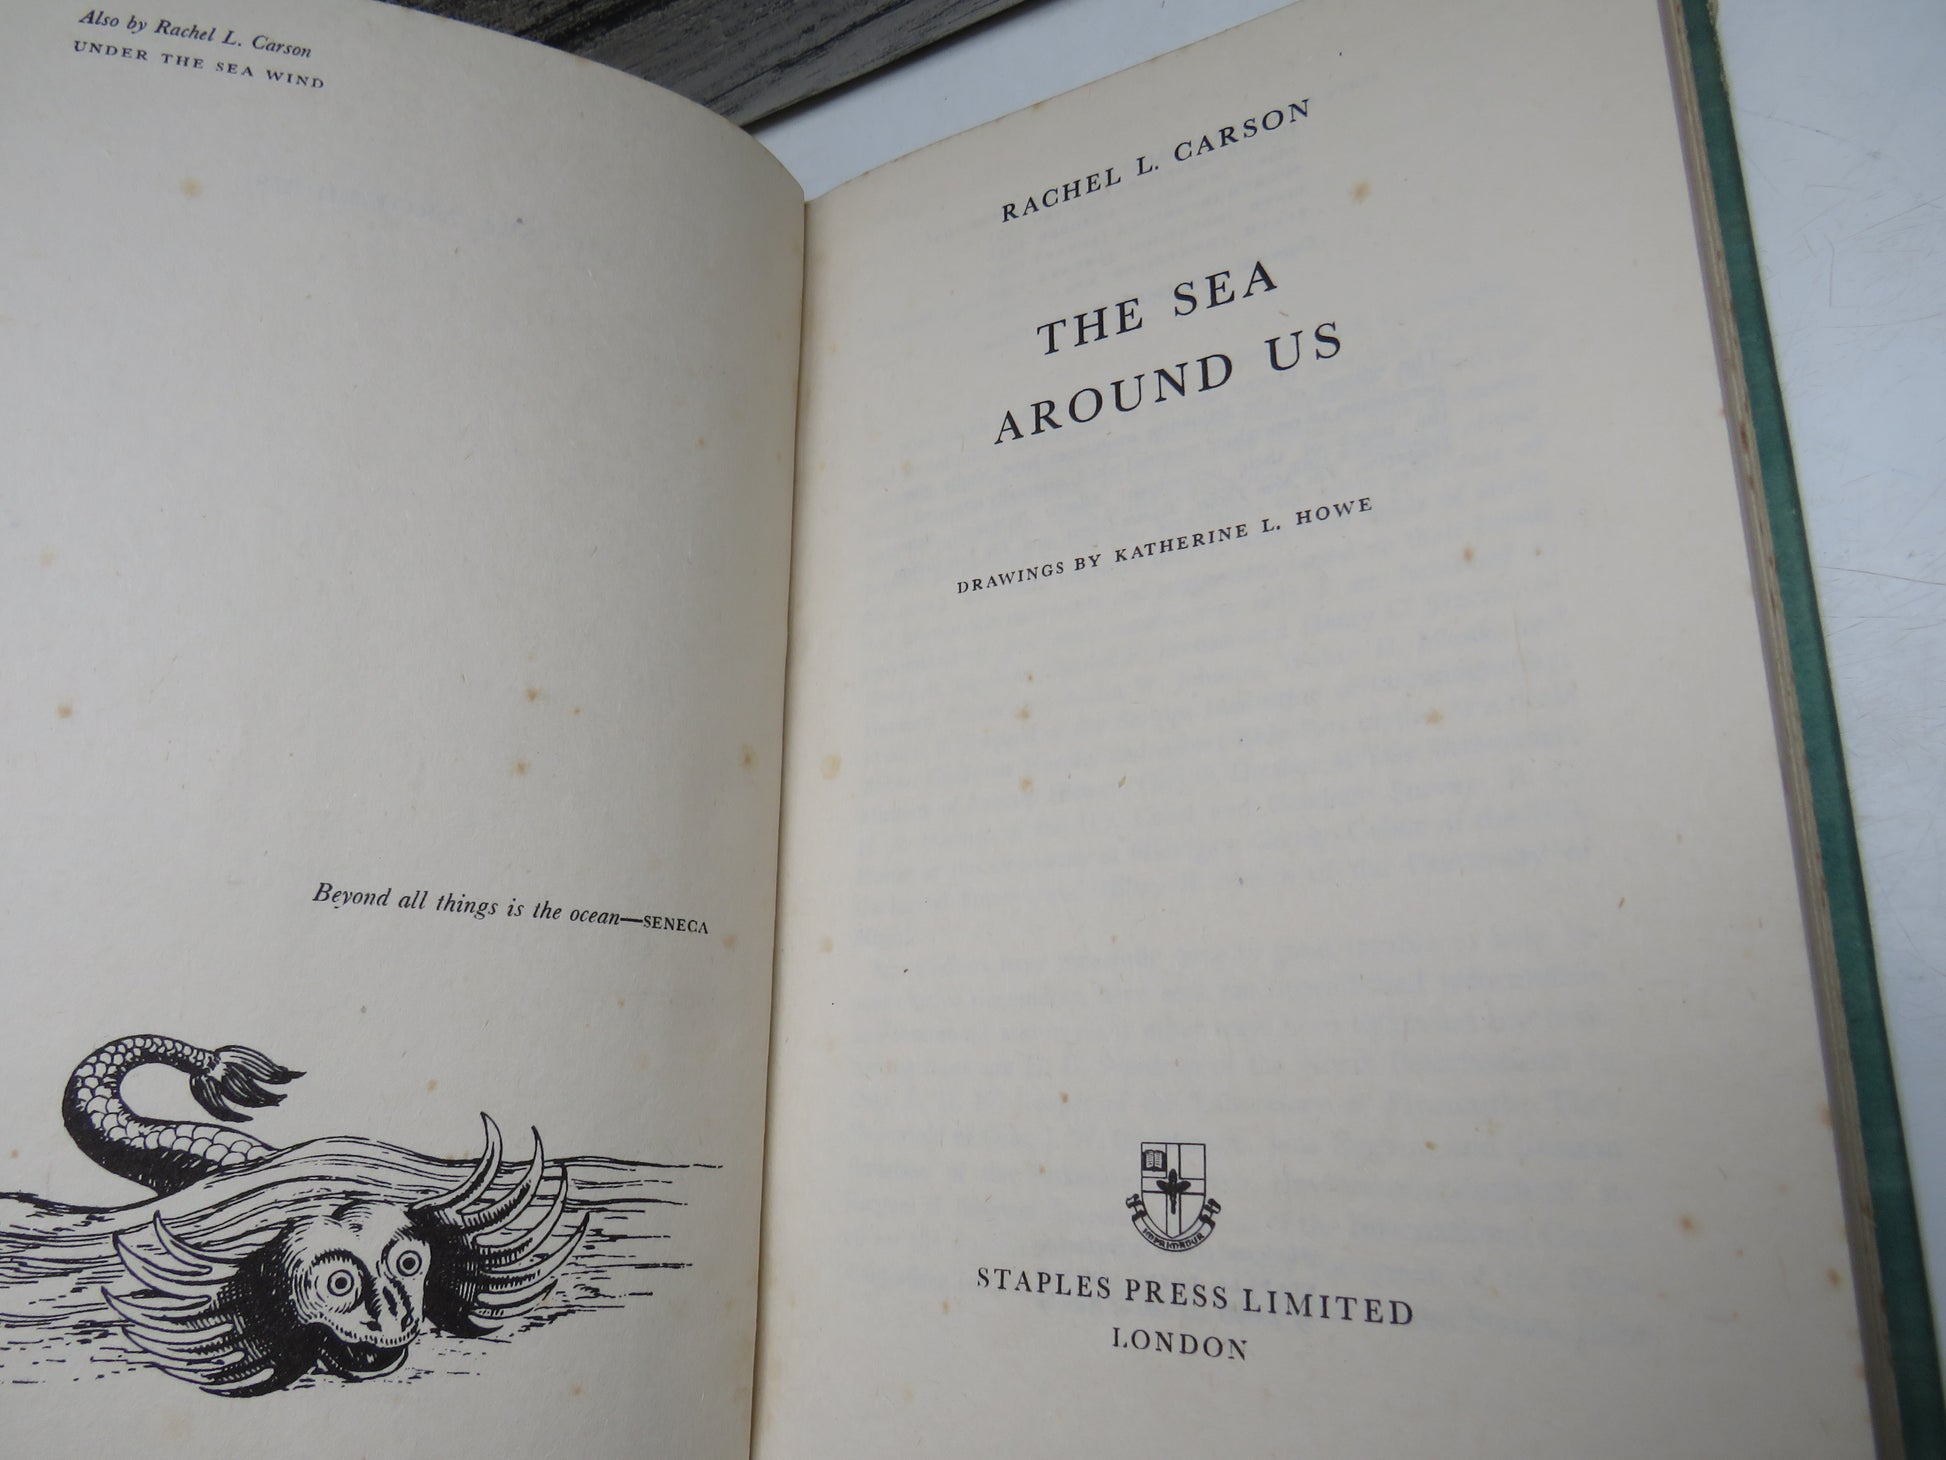 Also by Rachel L. Carson
UNDER THE SEA WIND
Beyond all things is the ocean—SENECA
RACHEL L. CARSON
THE SEA
AROUND US
DRAWINGS BY KATHERINE L. HOWE
STAPLES PRESS LIMITED
LONDON